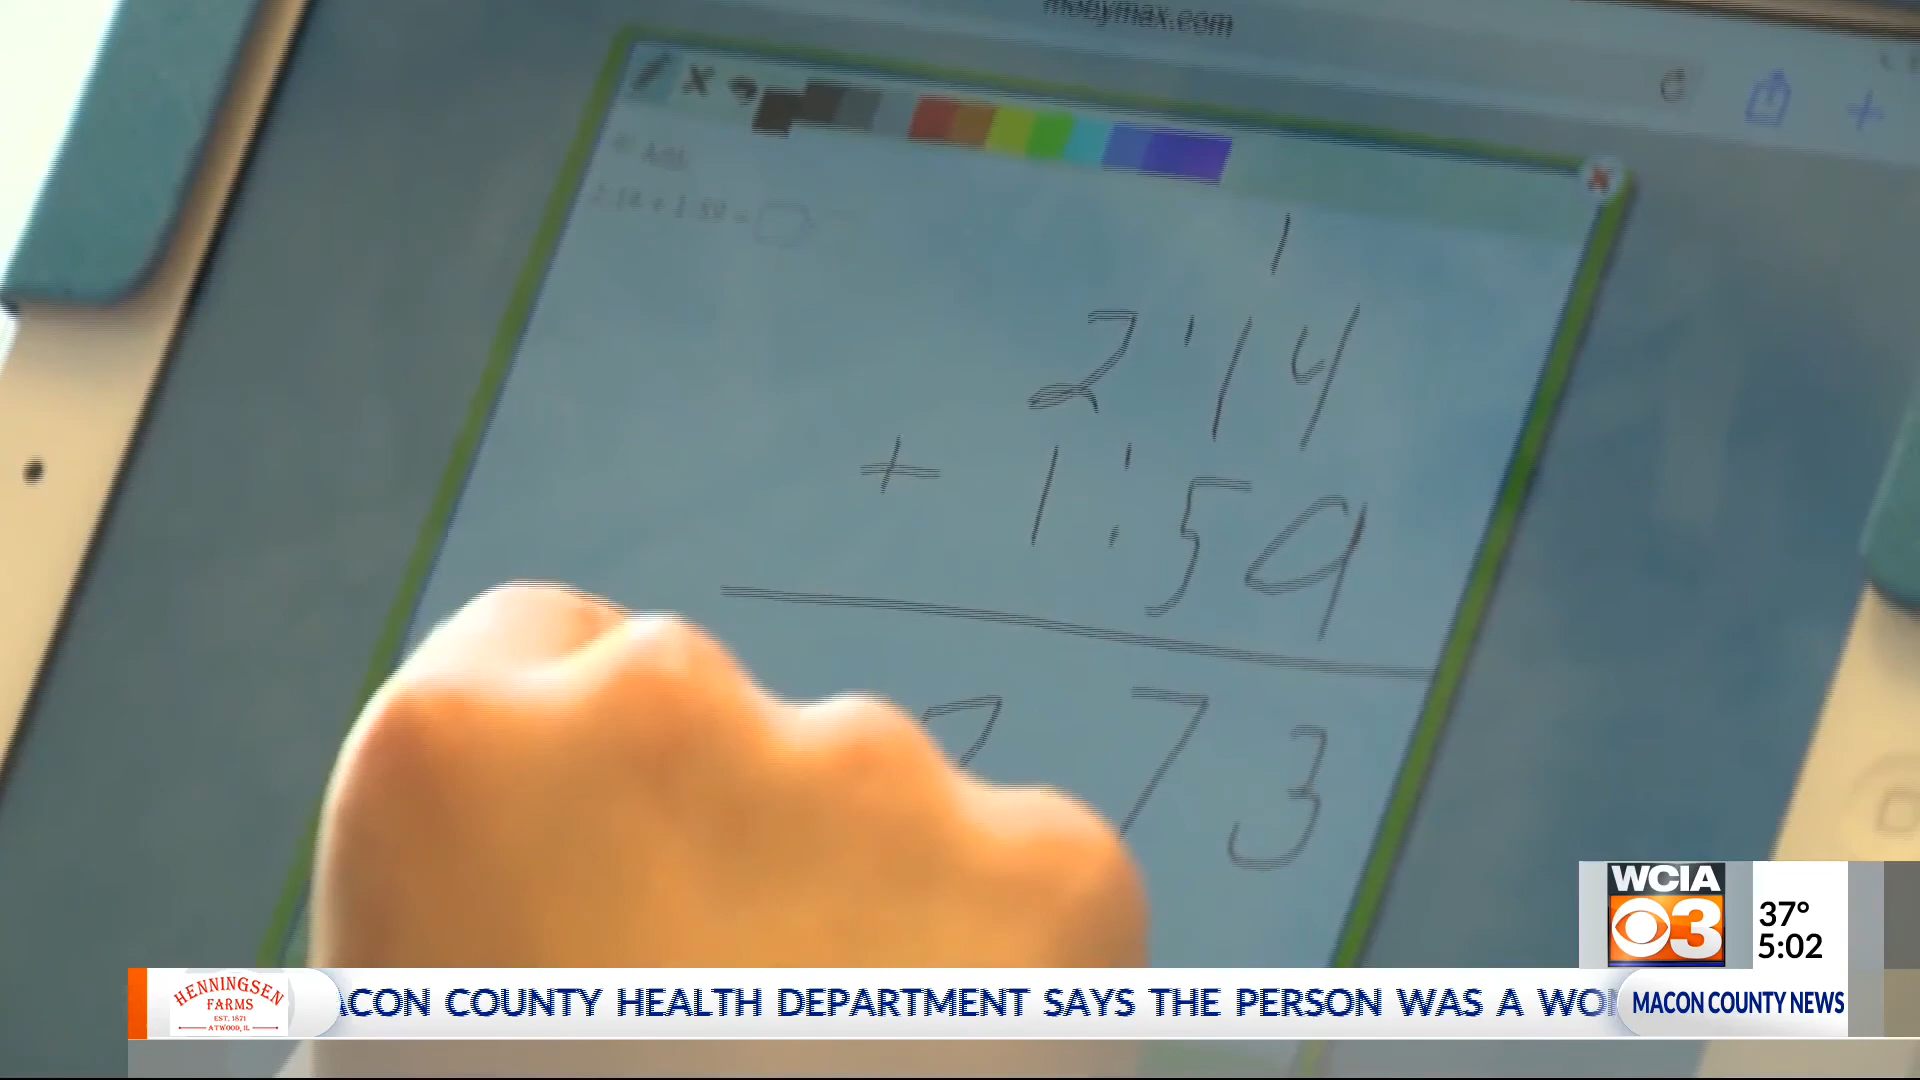 mobymax.com
Add.
1
2:14
+ 1:59
73
WCIA
3
37°
5:02
HENNINGSEN
FARMS
EST. 1871
ATWOOD, IL
ACON COUNTY HEALTH DEPARTMENT SAYS THE PERSON WAS A WO
MACON COUNTY NEWS